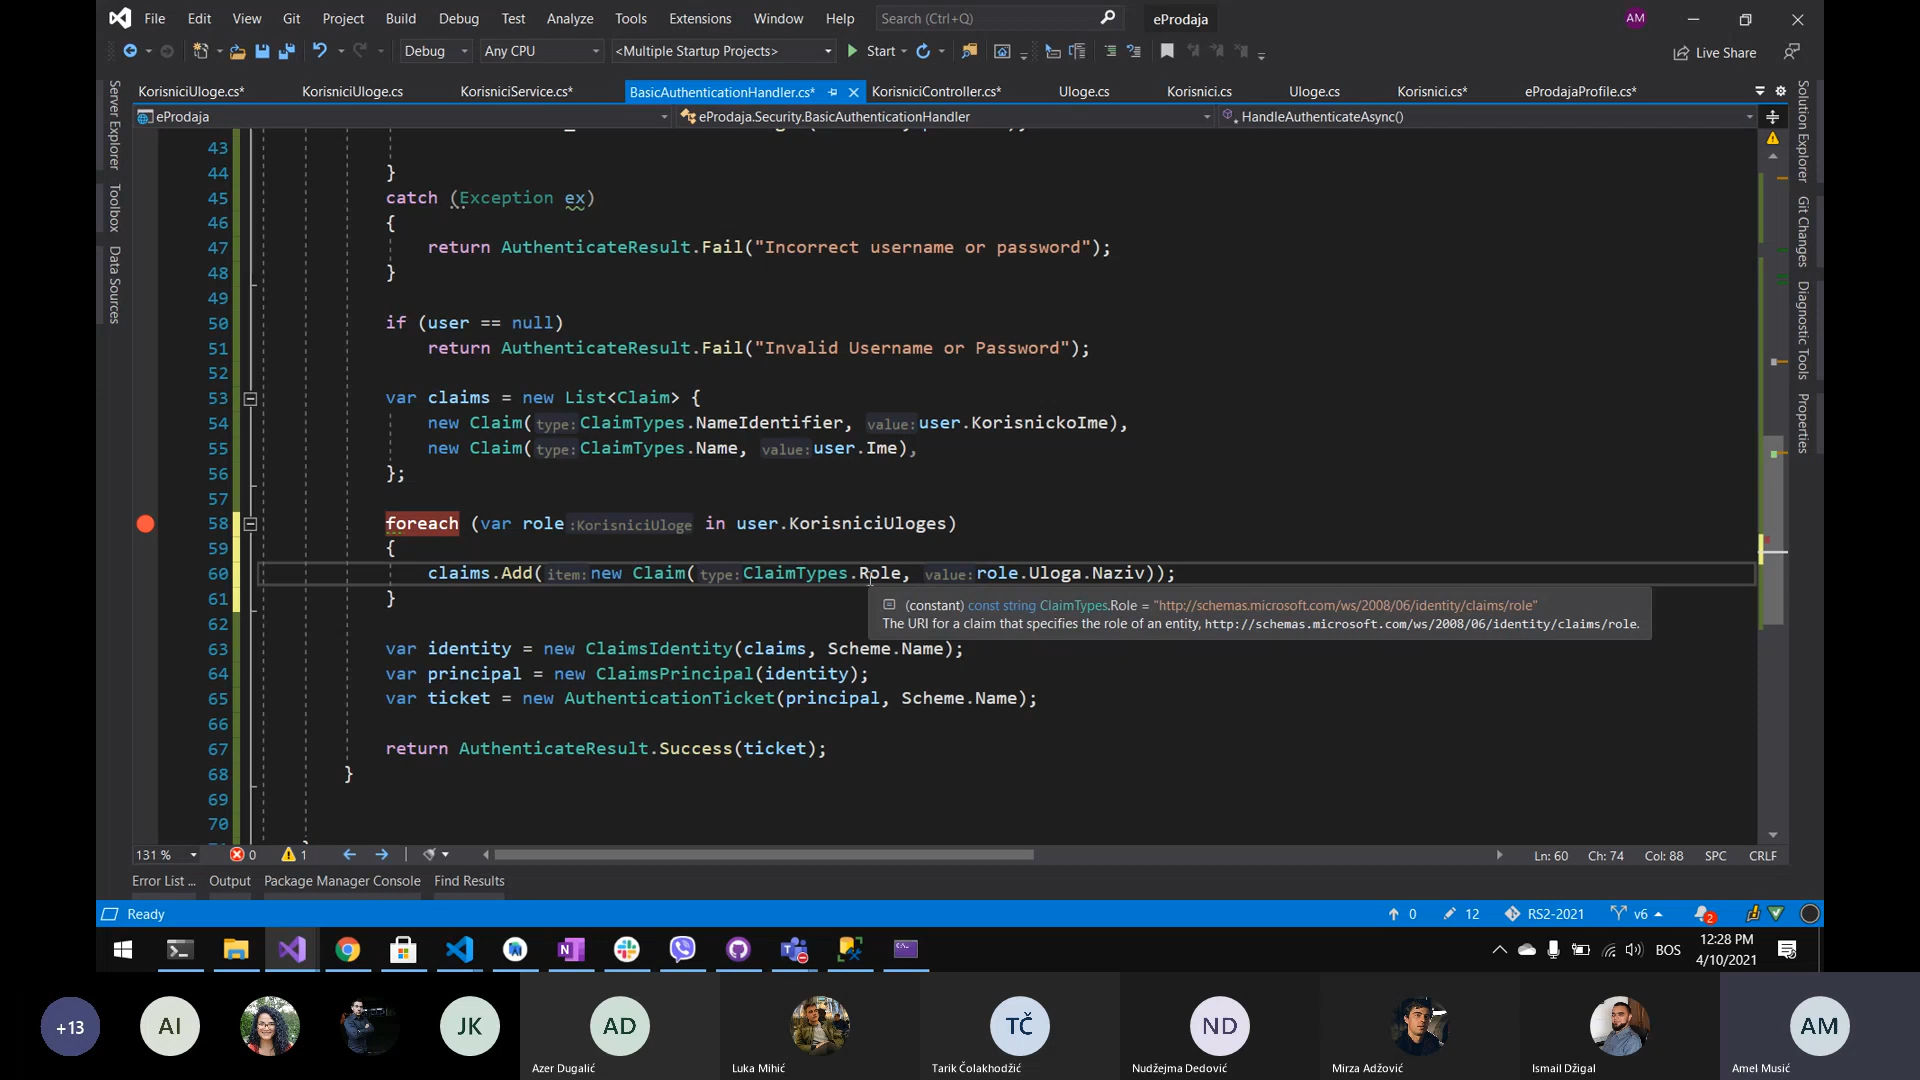 File Edit View Git Project Build Debug Test Analyze Tools Extensions Window Help Search (Ctrl+Q) eProdaja AM
Debug Any CPU <Multiple Startup Projects> Start Live Share
KorisniciUloge.cs* KorisniciUloge.cs KorisniciService.cs* BasicAuthenticationHandler.cs* KorisniciController.cs* Uloge.cs Korisnici.cs Uloge.cs Korisnici.cs* eProdajaProfile.cs*
eProdaja eProdaja.Security.BasicAuthenticationHandler HandleAuthenticateAsync()
Server Explorer
Toolbox
Data Sources
Solution Explorer
Git Changes
Diagnostic Tools
Properties
43
44 }
45 catch (Exception ex)
46 {
47 return AuthenticateResult.Fail("Incorrect username or password");
48 }
49
50 if (user == null)
51 return AuthenticateResult.Fail("Invalid Username or Password");
52
53 var claims = new List<Claim> {
54 new Claim(type:ClaimTypes.NameIdentifier, value:user.KorisnickoIme),
55 new Claim(type:ClaimTypes.Name, value:user.Ime),
56 };
57
58 foreach (var role:KorisniciUloge in user.KorisniciUloges)
59 {
60 claims.Add(item:new Claim(type:ClaimTypes.Role, value:role.Uloga.Naziv));
61 }
(constant) const string ClaimTypes.Role = "http://schemas.microsoft.com/ws/2008/06/identity/claims/role"
The URI for a claim that specifies the role of an entity, http://schemas.microsoft.com/ws/2008/06/identity/claims/role.
62
63 var identity = new ClaimsIdentity(claims, Scheme.Name);
64 var principal = new ClaimsPrincipal(identity);
65 var ticket = new AuthenticationTicket(principal, Scheme.Name);
66
67 return AuthenticateResult.Success(ticket);
68 }
69
70
131 % 0 1 Ln: 60 Ch: 74 Col: 88 SPC CRLF
Error List ... Output Package Manager Console Find Results
Ready 0 12 RS2-2021 v6 2
BOS 12:28 PM
4/10/2021
+13 AI JK AD TČ ND AM
Azer Dugalić Luka Mihić Tarik Čolakhodžić Nudžejma Dedović Mirza Adžović Ismail Džigal Amel Musić